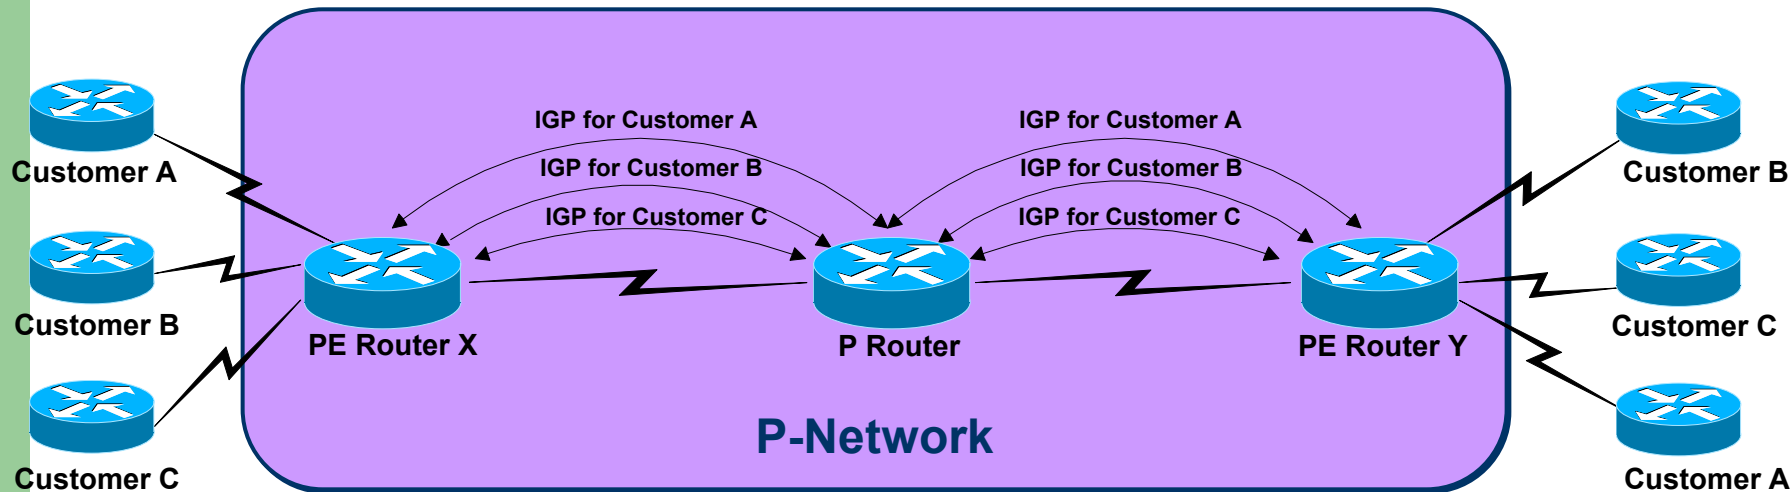 IGP for Customer A
IGP for Customer A
IGP for Customer B
IGP for Customer B
IGP for Customer C
IGP for Customer C
Customer A
Customer B
Customer B
Customer C
Customer C
Customer A
PE Router X
P Router
PE Router Y
P-Network